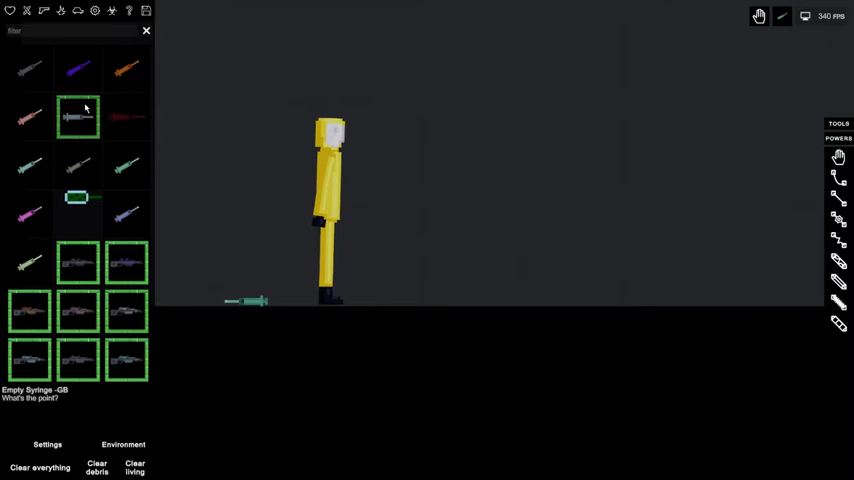 340 FPS
filter
TOOLS
POWERS
Empty Syringe -GB
What's the point?
Settings
Environment
Clear everything
Clear debris
Clear living